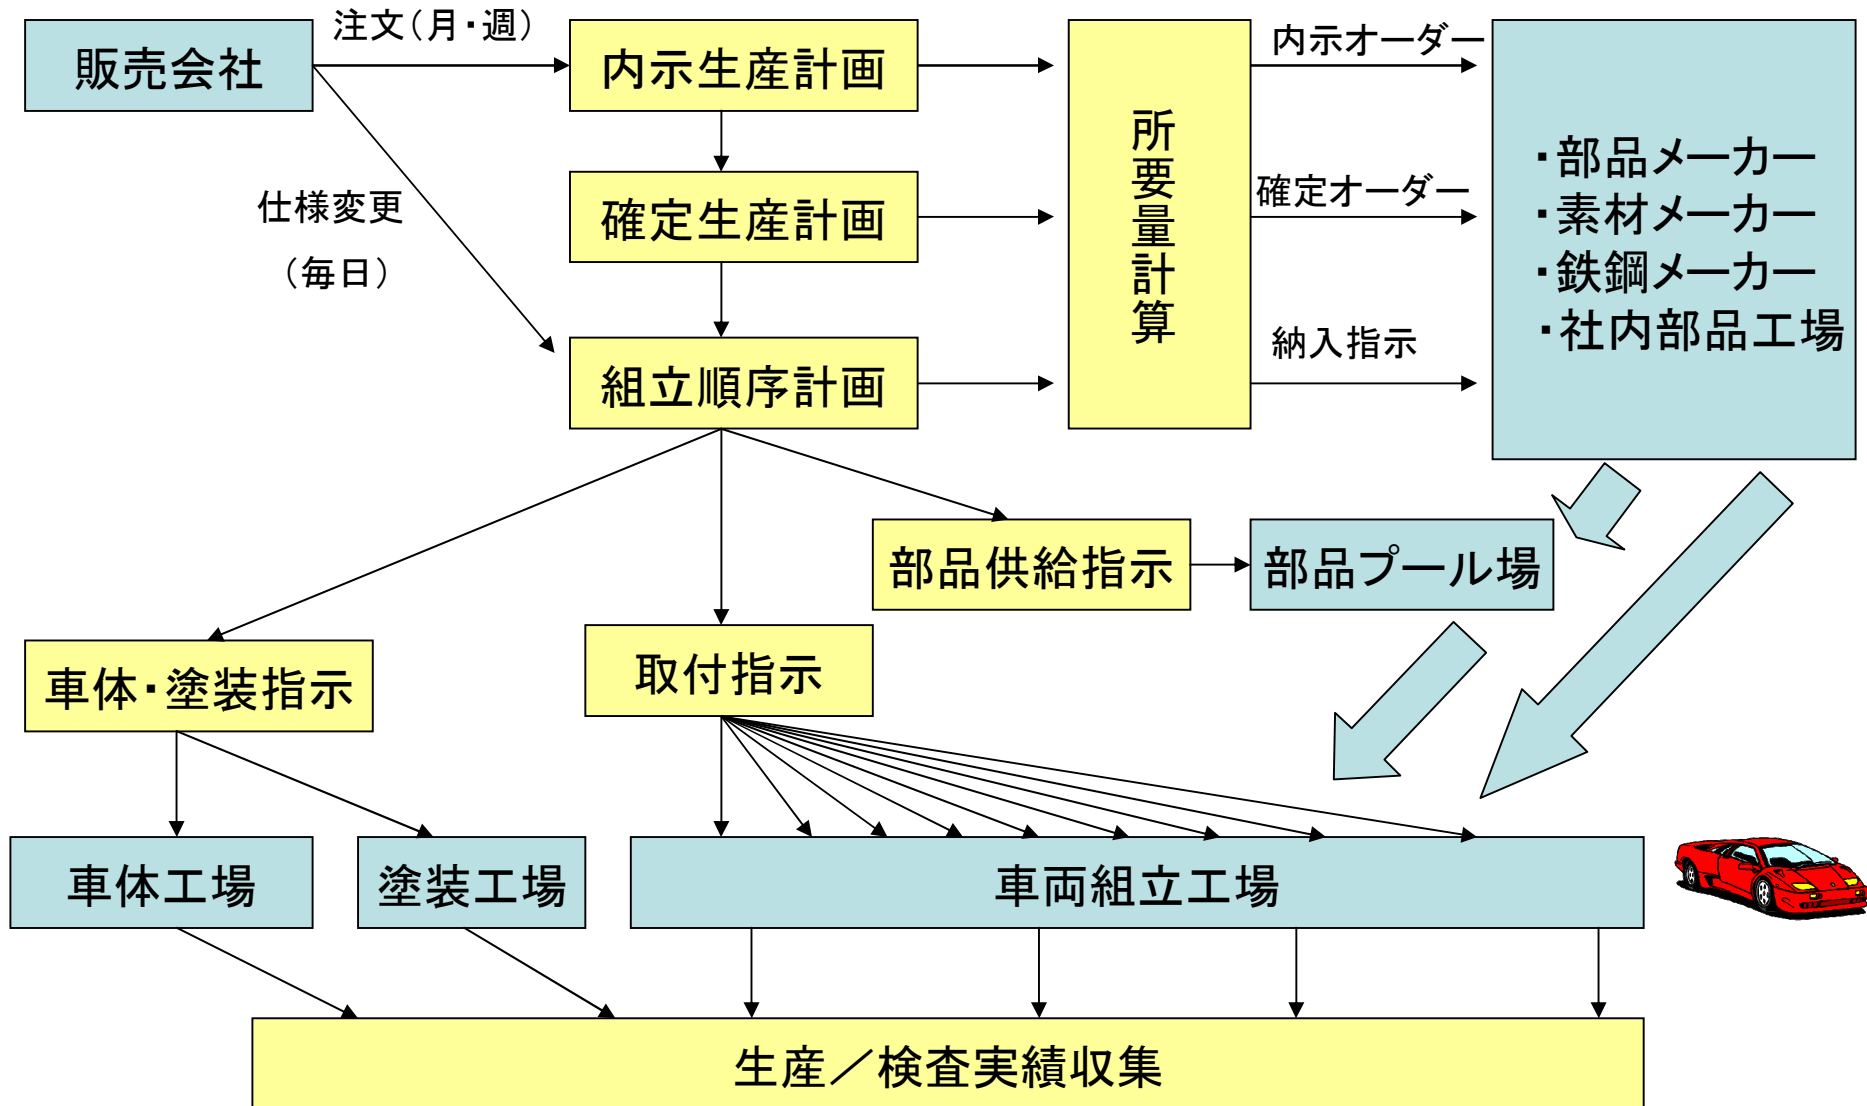 販売会社
注文(月・週)
内示生産計画
内示オーダー
仕様変更
(毎日)
確定生産計画
所要量計算
確定オーダー
・部品メーカー
・素材メーカー
・鉄鋼メーカー
・社内部品工場
組立順序計画
納入指示
部品供給指示
部品プール場
車体・塗装指示
取付指示
車体工場
塗装工場
車両組立工場
生産/検査実績収集